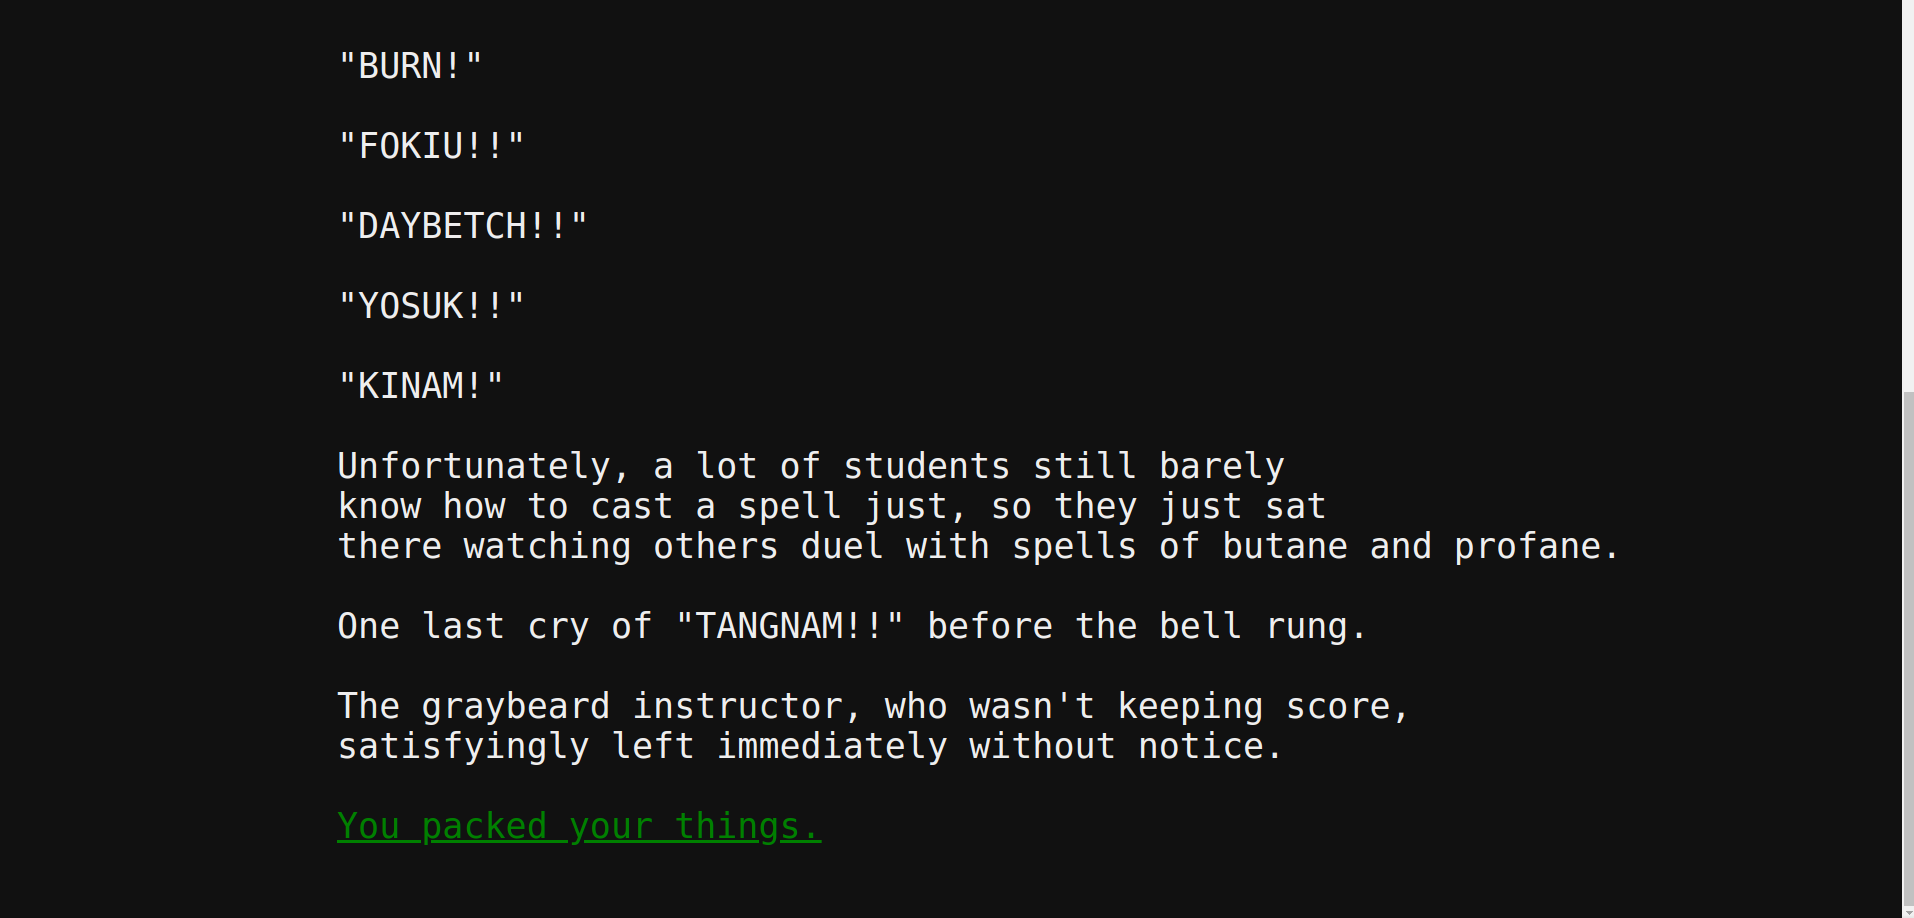 "BURN!"
"FOKIU!!"
"DAYBETCH!!"
"YOSUK!!"
"KINAM!"
Unfortunately, a lot of students still barely
know how to cast a spell just, so they just sat
there watching others duel with spells of butane and profane.
One last cry of "TANGNAM!!" before the bell rung.
The graybeard instructor, who wasn't keeping score,
satisfyingly left immediately without notice.
You packed your things.